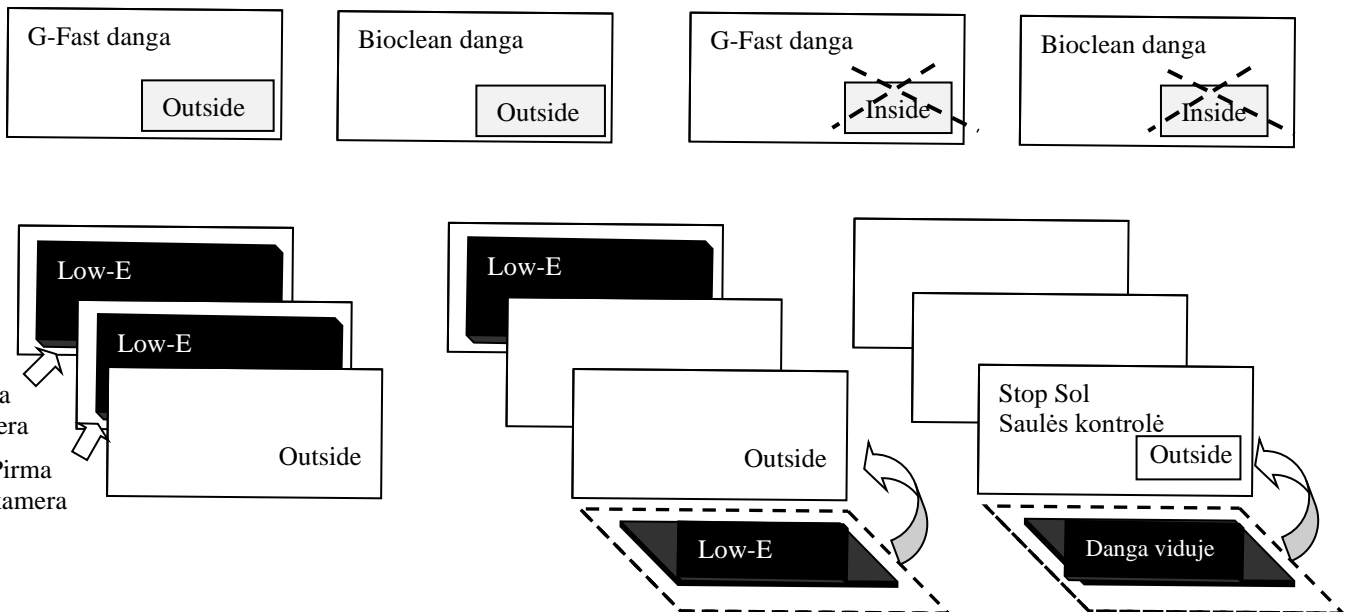 G-Fast danga
Outside
Bioclean danga
Outside
G-Fast danga
Inside
Bioclean danga
Inside
Low-E
Low-E
Outside
Pirma
kamera
Low-E
Outside
Low-E
Stop Sol
Saulės kontrolė
Outside
Danga viduje